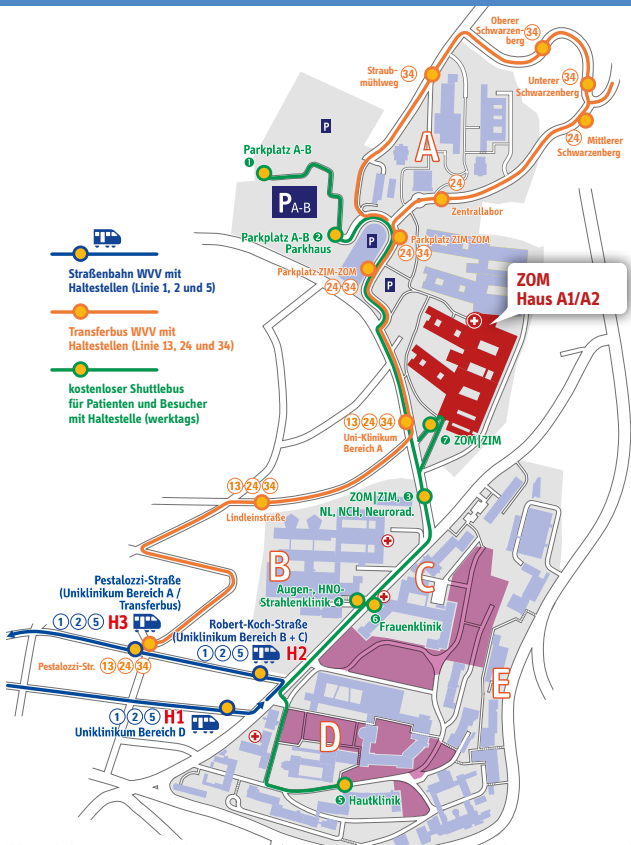 Oberer
Schwarzen-
berg
34
Straub-
mühlweg
34
Unterer
Schwarzenberg
34
24
Mittlerer
Schwarzenberg
A
P
Parkplatz A-B
1
24
Zentrallabor
P A-B
Parkplatz A-B 2
Parkhaus
P
Parkplatz ZIM-ZOM
24 34
Parkplatz ZIM-ZOM
24 34
P
ZOM
Haus A1/A2
Straßenbahn WVV mit
Haltestellen (Linie 1, 2 und 5)
Transferbus WVV mit
Haltestellen (Linie 13, 24 und 34)
kostenloser Shuttlebus
für Patienten und Besucher
mit Haltestelle (werktags)
13 24 34
Uni-Klinikum
Bereich A
7 ZOM|ZIM
13 24 34
Lindleinstraße
ZOM|ZIM, 3
NL, NCH, Neurorad.
B
C
Augen-, HNO-
Strahlenklinik 4
6
Frauenklinik
Pestalozzi-Straße
(Uniklinikum Bereich A /
Transferbus)
1 2 5 H3
Pestalozzi-Str. 13 24 34
Robert-Koch-Straße
(Uniklinikum Bereich B + C)
1 2 5 H2
E
1 2 5 H1
Uniklinikum Bereich D
D
5 Hautklinik